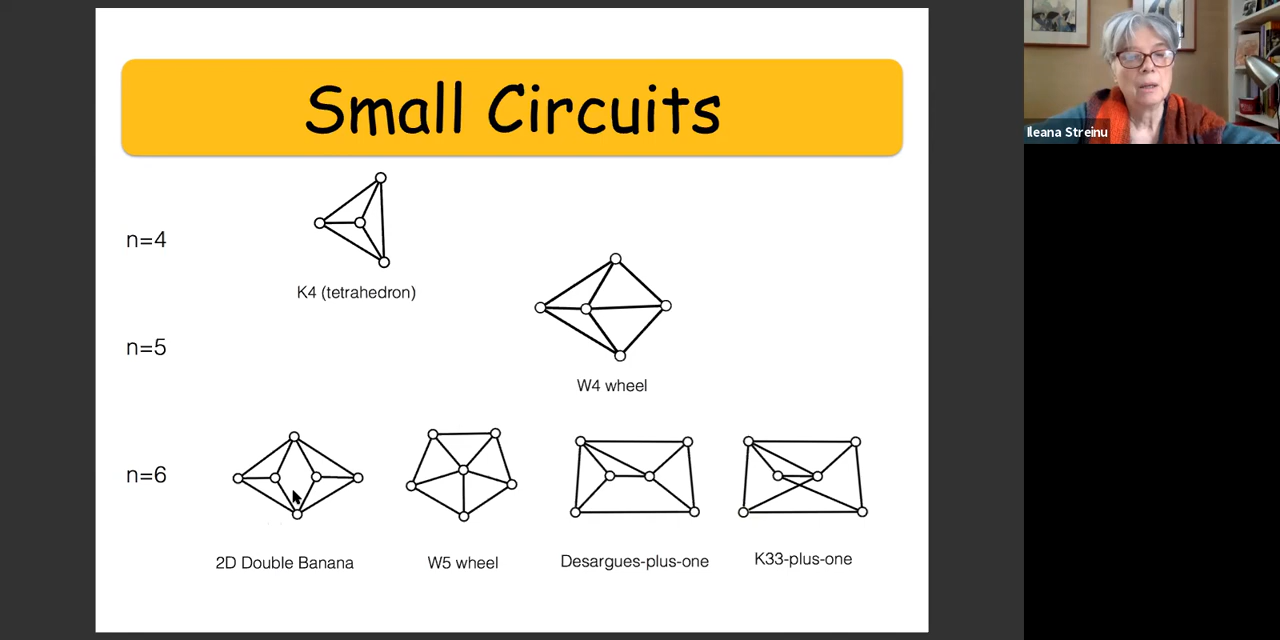 Small Circuits
Ileana Streinu
n=4
K4 (tetrahedron)
n=5
W4 wheel
n=6
2D Double Banana
W5 wheel
Desargues-plus-one
K33-plus-one